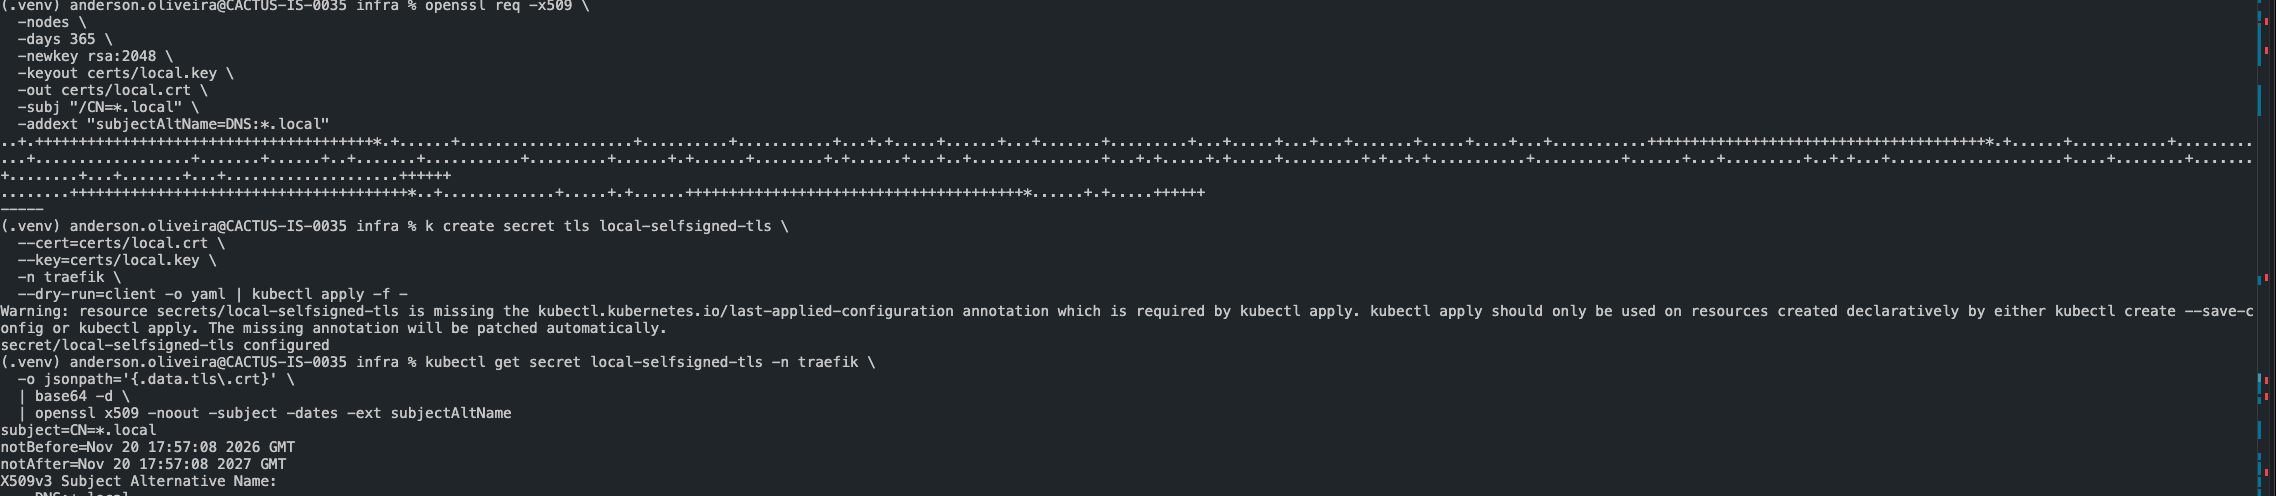 (.venv) anderson.oliveira@CACTUS-IS-0035 infra % openssl req -x509 \
  -nodes \
  -days 365 \
  -newkey rsa:2048 \
  -keyout certs/local.key \
  -out certs/local.crt \
  -subj "/CN=*.local" \
  -addext "subjectAltName=DNS:*.local"
-----
(.venv) anderson.oliveira@CACTUS-IS-0035 infra % k create secret tls local-selfsigned-tls \
  --cert=certs/local.crt \
  --key=certs/local.key \
  -n traefik \
  --dry-run=client -o yaml | kubectl apply -f -
Warning: resource secrets/local-selfsigned-tls is missing the kubectl.kubernetes.io/last-applied-configuration annotation which is required by kubectl apply. kubectl apply should only be used on resources created declaratively by either kubectl create --save-c
onfig or kubectl apply. The missing annotation will be patched automatically.
secret/local-selfsigned-tls configured
(.venv) anderson.oliveira@CACTUS-IS-0035 infra % kubectl get secret local-selfsigned-tls -n traefik \
  -o jsonpath='{.data.tls\.crt}' \
  | base64 -d \
  | openssl x509 -noout -subject -dates -ext subjectAltName
subject=CN=*.local
notBefore=Nov 20 17:57:08 2026 GMT
notAfter=Nov 20 17:57:08 2027 GMT
X509v3 Subject Alternative Name: